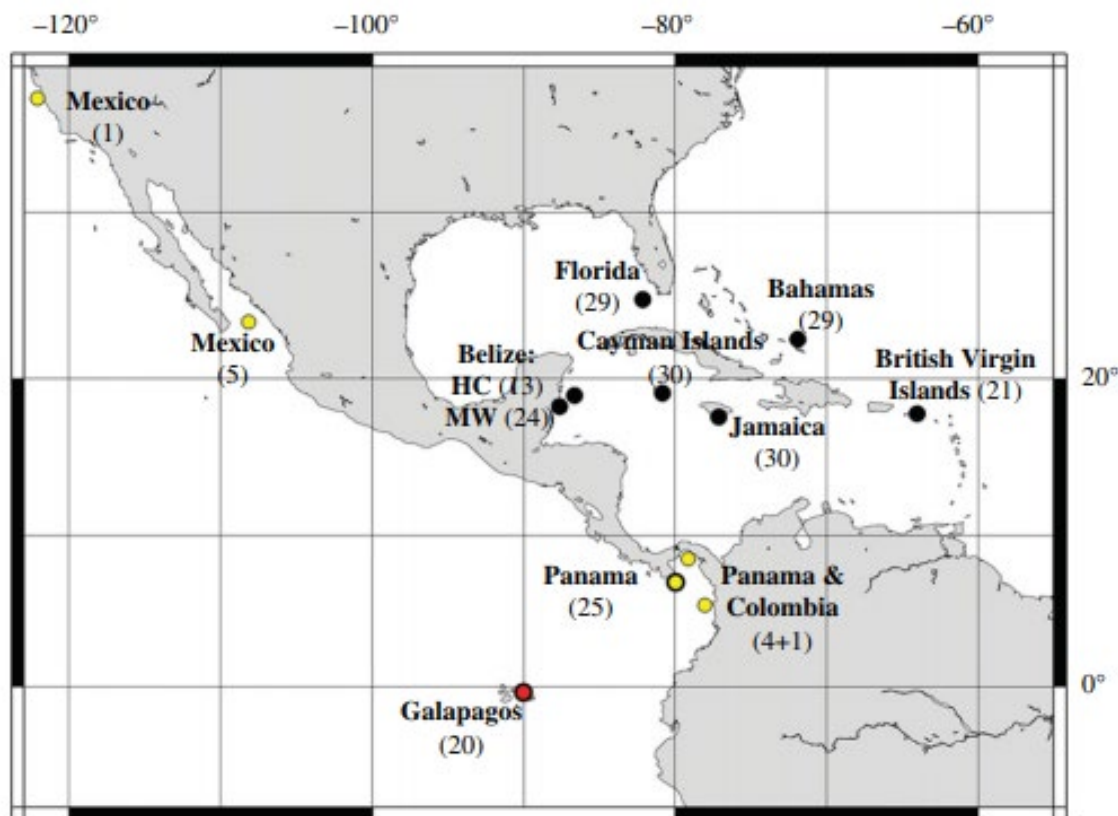 –120° –100° –80° –60°
Mexico
(1)
Florida
(29)
Bahamas
(29)
Mexico
(5)
Cayman Islands
(30)
Belize:
HC (13)
MW (24)
British Virgin
Islands (21)
20°
Jamaica
(30)
Panama
(25)
Panama &
Colombia
(4+1)
0°
Galapagos
(20)